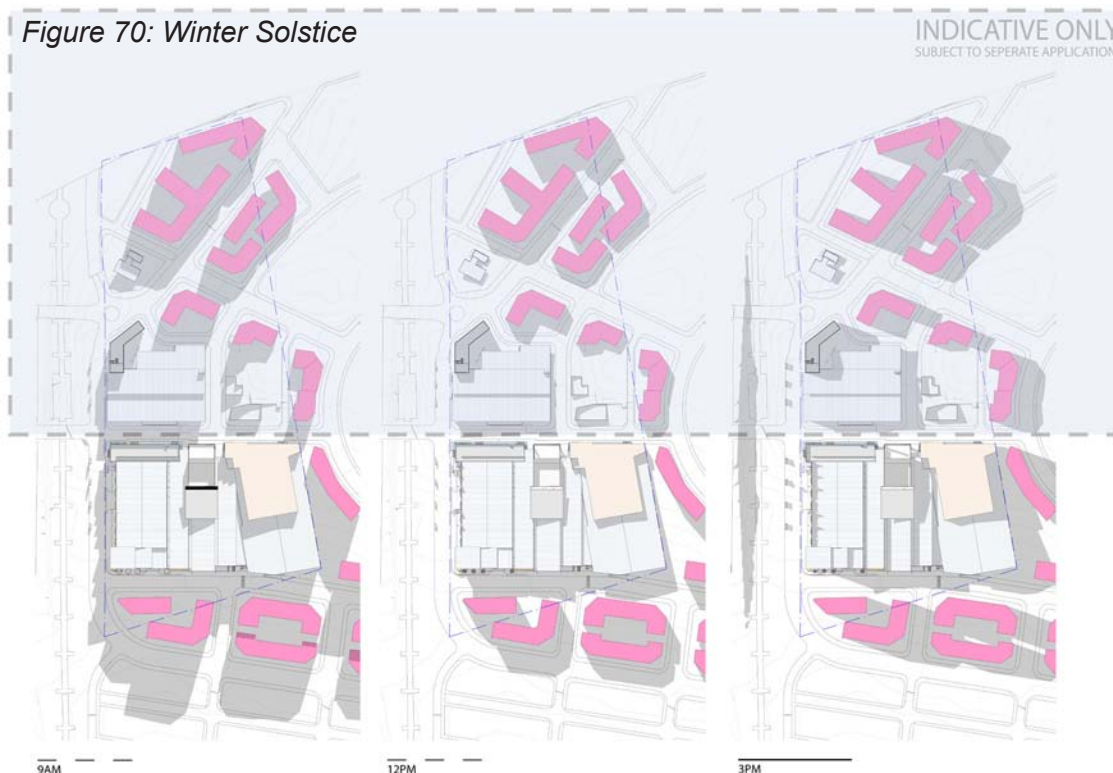 Figure 70: Winter Solstice
INDICATIVE ONLY
SUBJECT TO SEPERATE APPLICATION
9AM
12PM
3PM